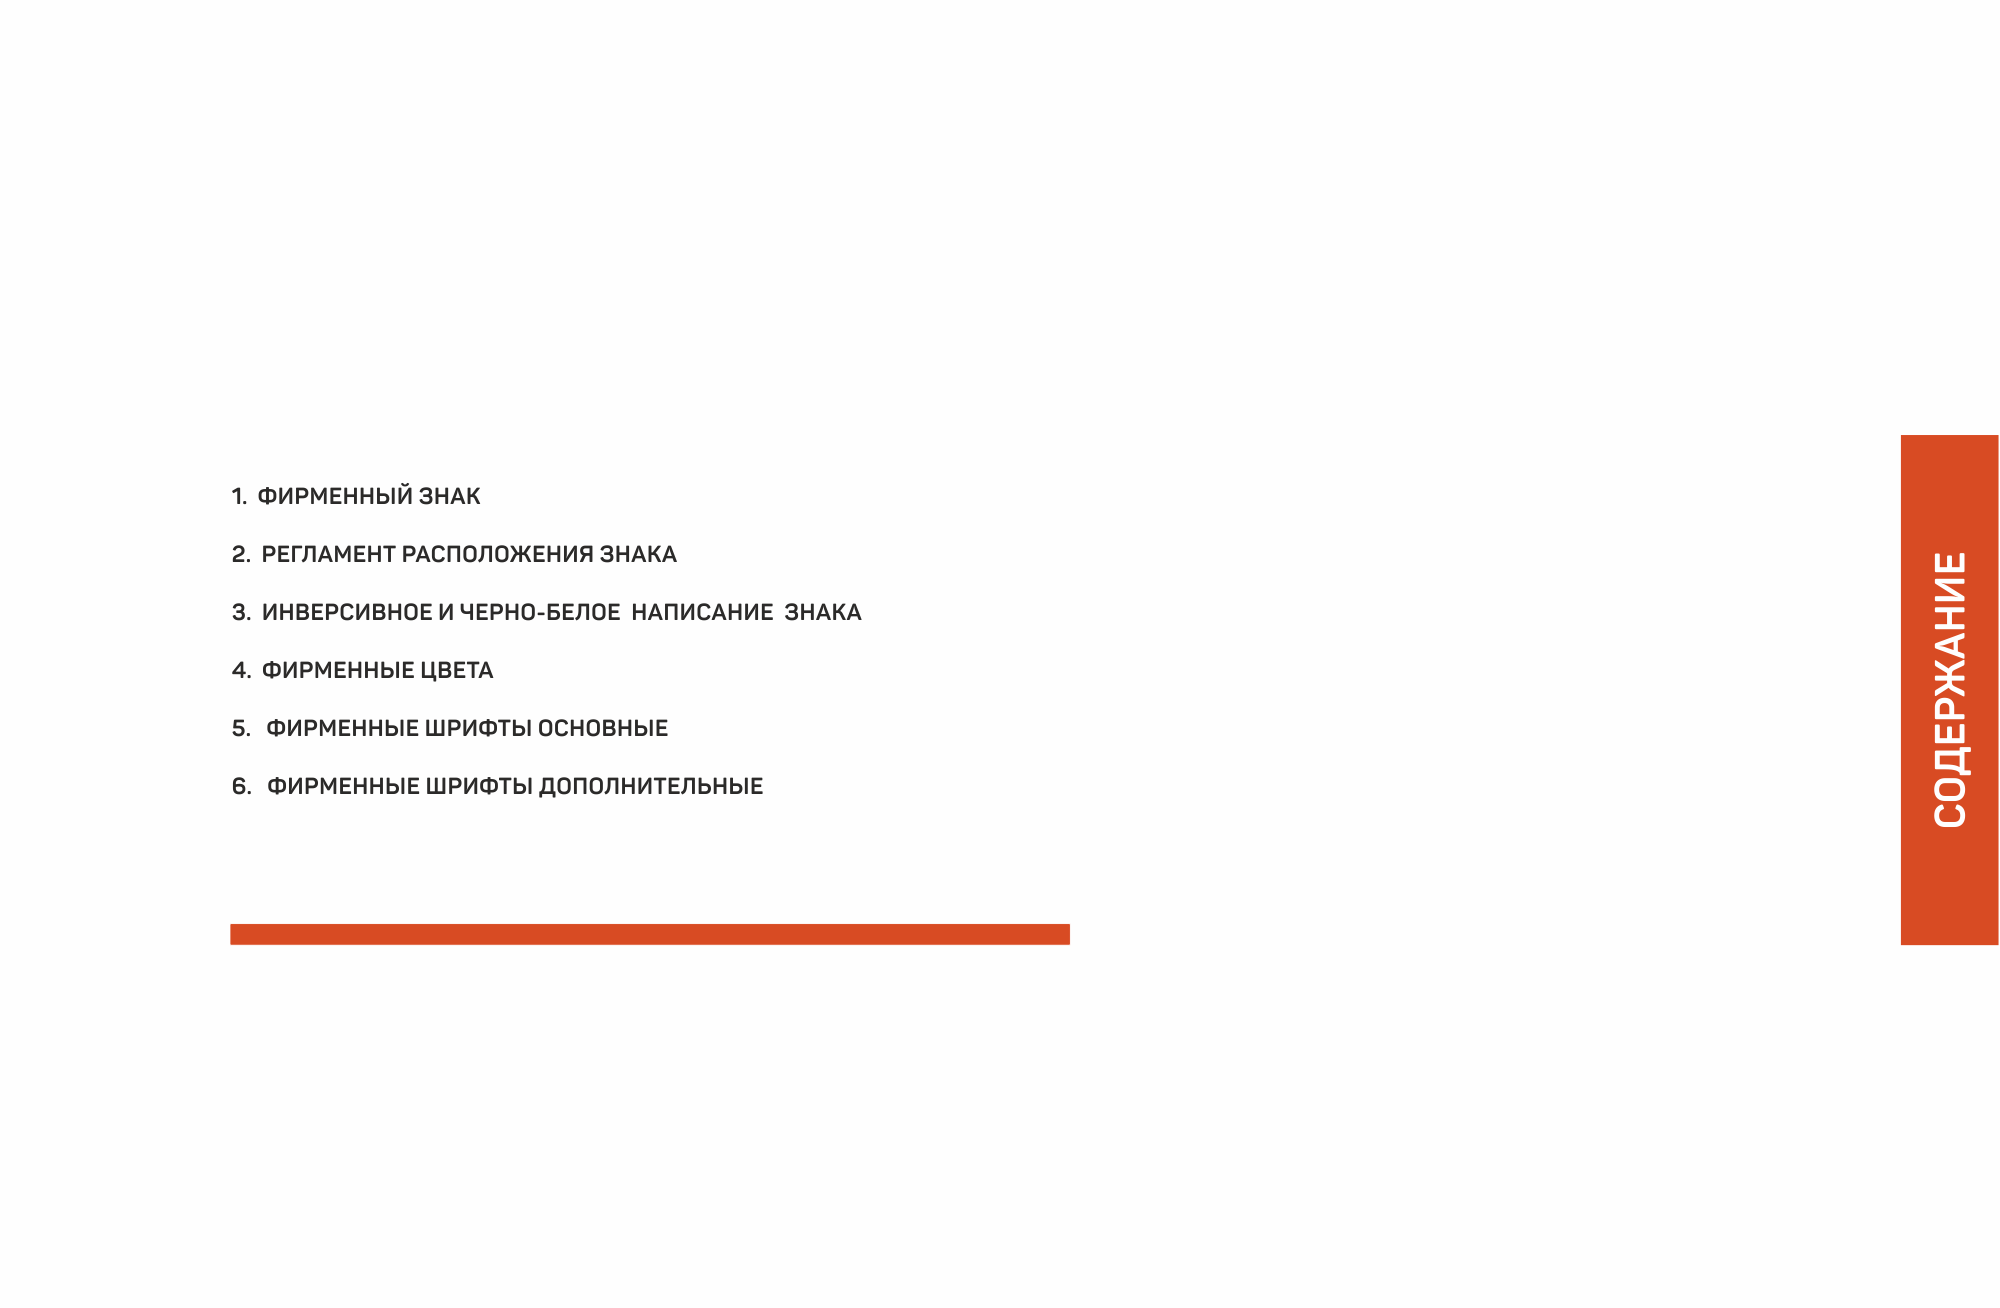 1. ФИРМЕННЫЙ ЗНАК
2. РЕГЛАМЕНТ РАСПОЛОЖЕНИЯ ЗНАКА
3. ИНВЕРСИВНОЕ И ЧЕРНО-БЕЛОЕ НАПИСАНИЕ ЗНАКА
4. ФИРМЕННЫЕ ЦВЕТА
5. ФИРМЕННЫЕ ШРИФТЫ ОСНОВНЫЕ
6. ФИРМЕННЫЕ ШРИФТЫ ДОПОЛНИТЕЛЬНЫЕ
СОДЕРЖАНИЕ